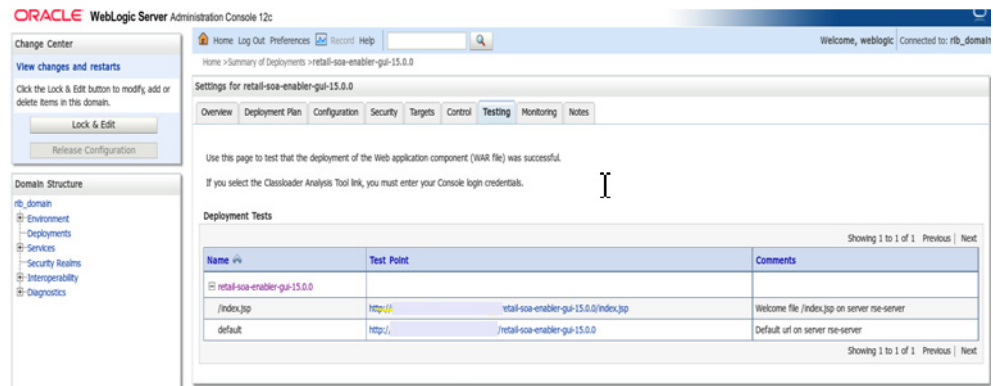 ORACLE WebLogic Server Administration Console 12c
Change Center
View changes and restarts
Click the Lock & Edit button to modify, add or
delete items in this domain.
Lock & Edit
Release Configuration
Domain Structure
rib_domain
Environment
Deployments
Services
Security Realms
Interoperability
Diagnostics
Home Log Out Preferences Record Help
Welcome, weblogic Connected to: rib_domain
Home >Summary of Deployments >retail-soa-enabler-gui-15.0.0
Settings for retail-soa-enabler-gui-15.0.0
Overview Deployment Plan Configuration Security Targets Control Testing Monitoring Notes
Use this page to test that the deployment of the Web application component (WAR file) was successful.
If you select the Classloader Analysis Tool link, you must enter your Console login credentials.
Deployment Tests
Showing 1 to 1 of 1 Previous | Next
Name Test Point Comments
retail-soa-enabler-gui-15.0.0
/index.jsp http:// retail-soa-enabler-gui-15.0.0/index.jsp Welcome file /index.jsp on server rse-server
default http:/ /retail-soa-enabler-gui-15.0.0 Default url on server rse-server
Showing 1 to 1 of 1 Previous | Next